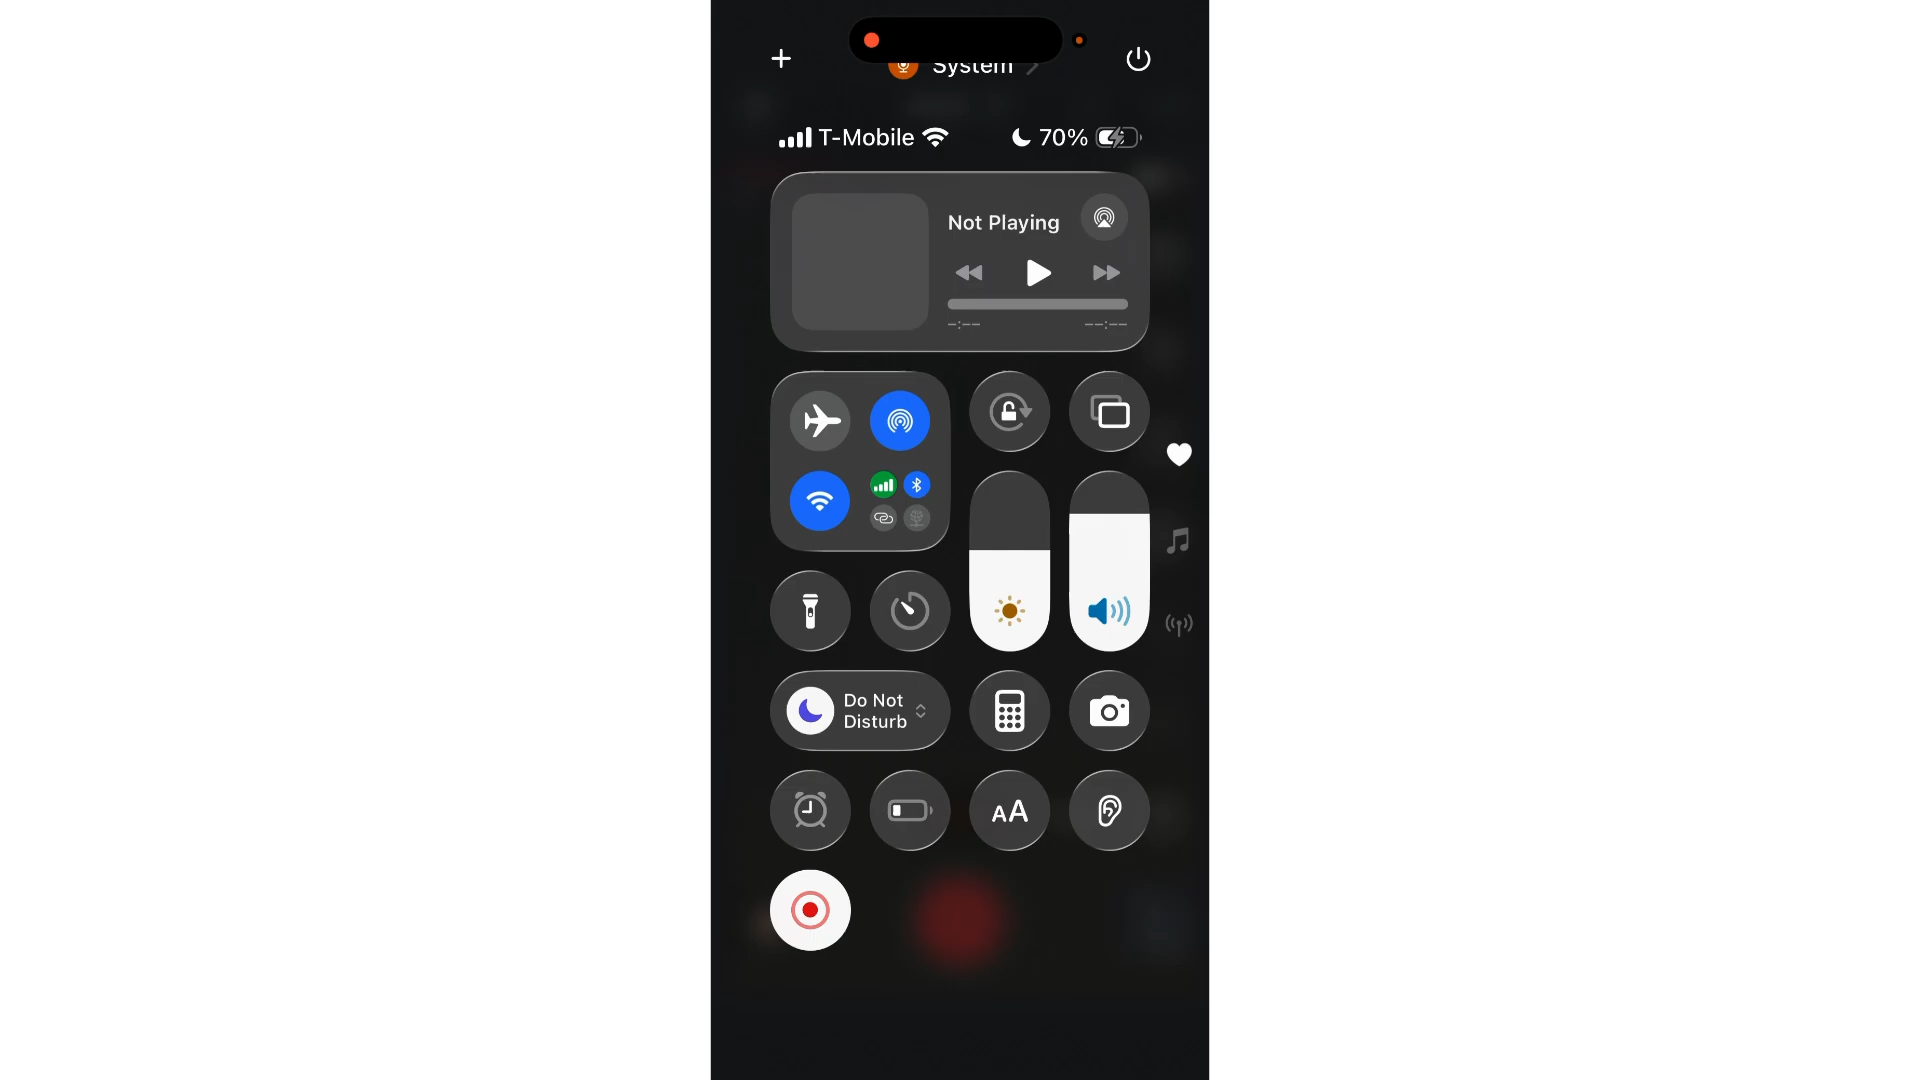 System
T-Mobile 70%
Not Playing
-:-- --:--
Do Not
Disturb
AA